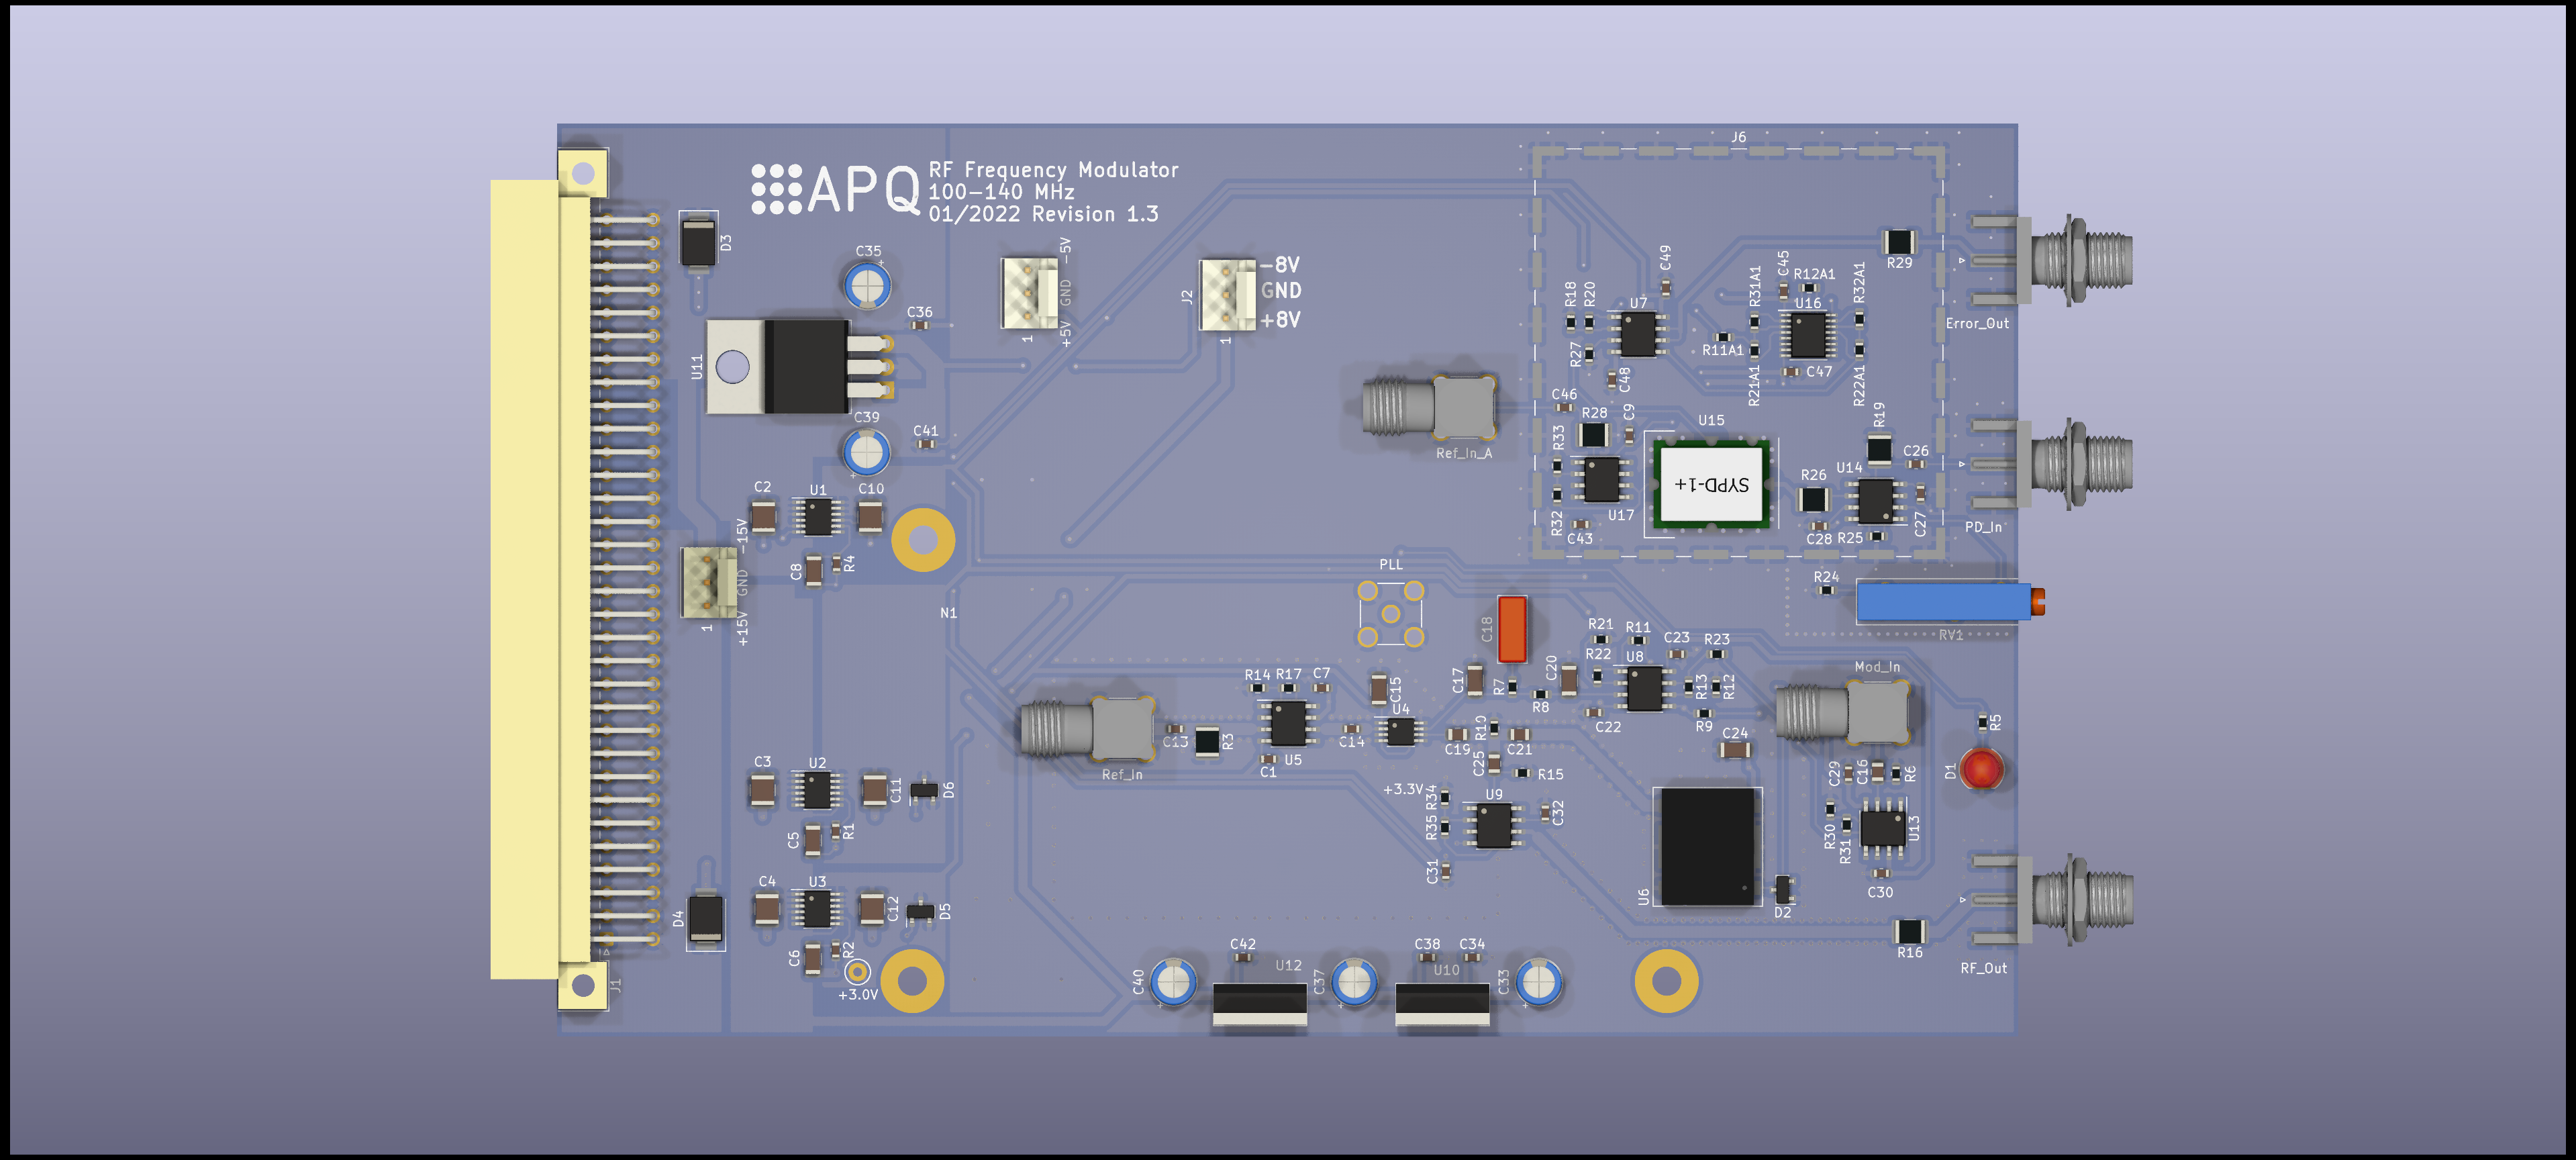 APQ
RF Frequency Modulator
100-140 MHz
01/2022 Revision 1.3
J6
D3
C35
-5V
GND
+5V
1
J2
-8V
GND
+8V
1
C36
U11
C39
C41
C49
R18
R20
U7
R27
C48
R31A1
C45
R12A1
U16
R32A1
R11A1
R21A1
C47
R22A1
R29
Error_Out
Ref_In_A
C46
R28
C9
R33
U15
SYPD-1+
R19
U14
C26
R26
R32
U17
C43
C28
R25
C27
PD_In
C2
U1
C10
-15V
GND
+15V
1
C8
R4
N1
PLL
R24
RV1
C18
R21
R11
C23
R23
R22
U8
Mod_In
R14
R17
C7
C15
C17
R7
R8
C20
R13
R12
R9
C22
R5
C13
R3
C1
U5
C14
U4
C19
R10
C21
C25
R15
C24
Ref_In
C3
U2
C11
D6
C5
R1
+3.3V
R34
R35
U9
C32
C31
C29
C16
R6
D1
R30
R31
U13
C30
U6
D2
C4
U3
C12
D5
D4
C6
R2
+3.0V
J1
C42
U12
C40
C37
C38
C34
U10
C33
R16
RF_Out